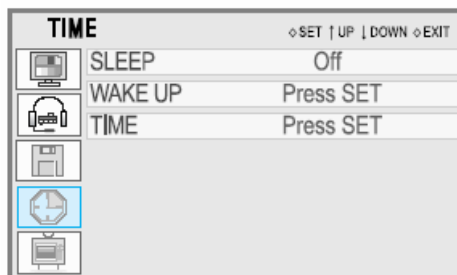 TIME ◇SET ↑UP ↓DOWN ◇EXIT
SLEEP Off
WAKE UP Press SET
TIME Press SET